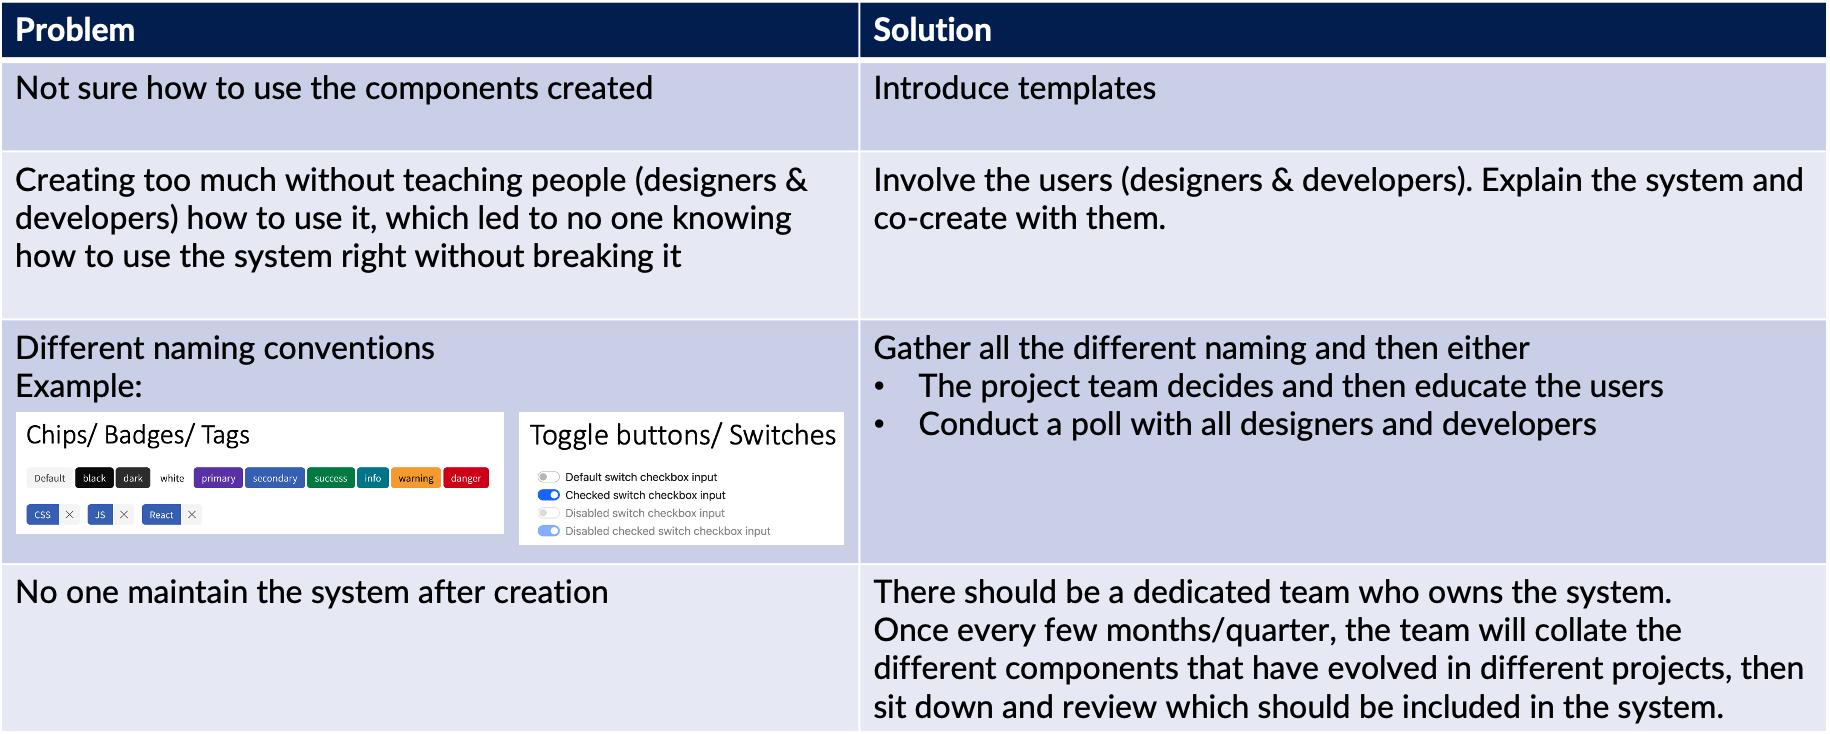 Problem
Solution
Not sure how to use the components created
Introduce templates
Creating too much without teaching people (designers &
developers) how to use it, which led to no one knowing
how to use the system right without breaking it
Involve the users (designers & developers). Explain the system and
co-create with them.
Different naming conventions
Example:
Chips/ Badges/ Tags
Default black dark white primary secondary success info warning danger
CSS × JS × React ×
Toggle buttons/ Switches
Default switch checkbox input
Checked switch checkbox input
Disabled switch checkbox input
Disabled checked switch checkbox input
Gather all the different naming and then either
• The project team decides and then educate the users
• Conduct a poll with all designers and developers
No one maintain the system after creation
There should be a dedicated team who owns the system.
Once every few months/quarter, the team will collate the
different components that have evolved in different projects, then
sit down and review which should be included in the system.